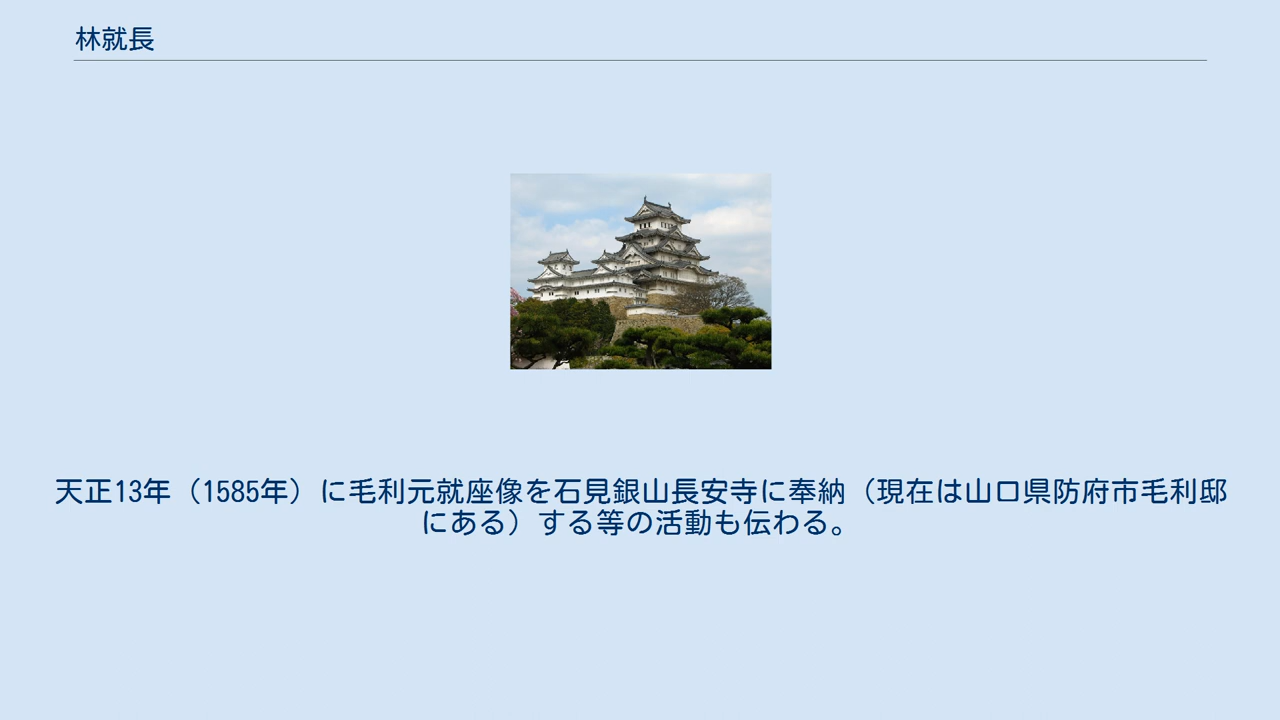 林就長
天正13年（1585年）に毛利元就座像を石見銀山長安寺に奉納（現在は山口県防府市毛利邸
にある）する等の活動も伝わる。